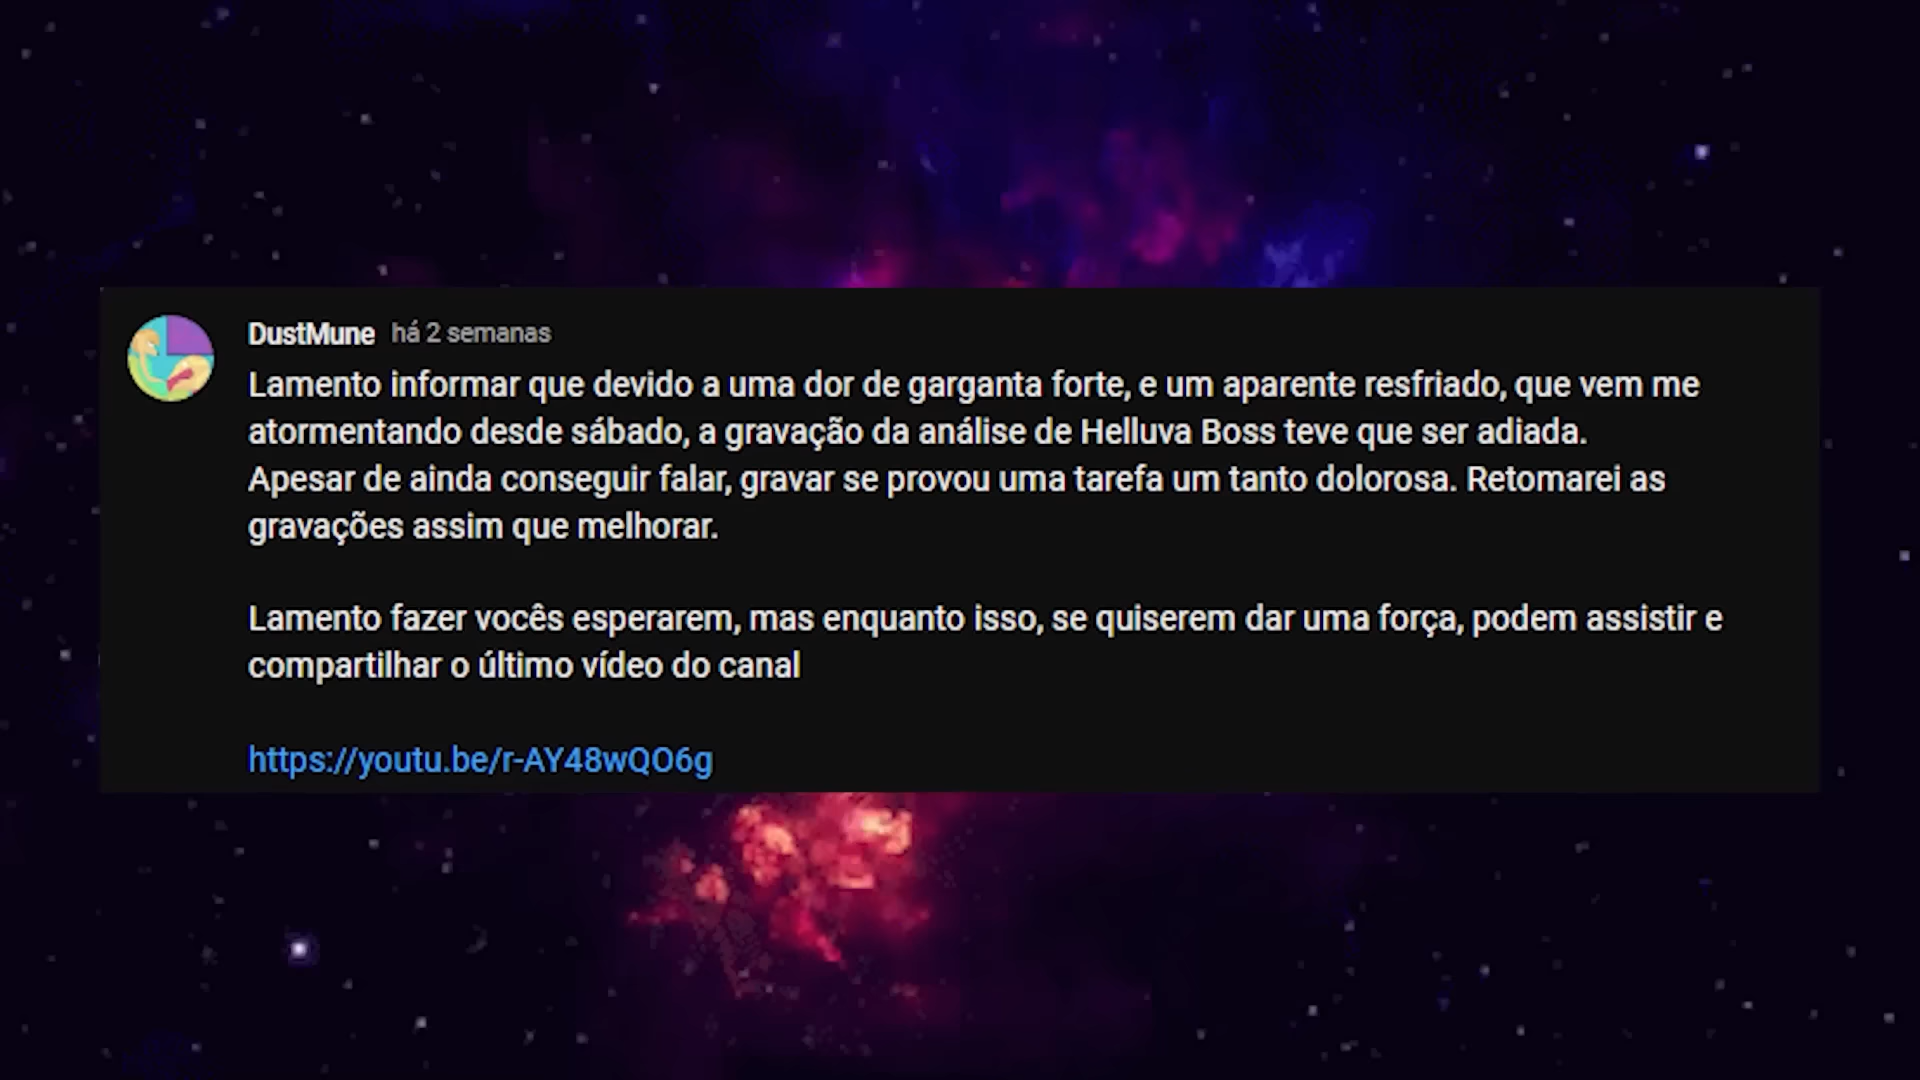 DustMune há 2 semanas
Lamento informar que devido a uma dor de garganta forte, e um aparente resfriado, que vem me
atormentando desde sábado, a gravação da análise de Helluva Boss teve que ser adiada.
Apesar de ainda conseguir falar, gravar se provou uma tarefa um tanto dolorosa. Retomarei as
gravações assim que melhorar.
Lamento fazer vocês esperarem, mas enquanto isso, se quiserem dar uma força, podem assistir e
compartilhar o último vídeo do canal
https://youtu.be/r-AY48wQO6g